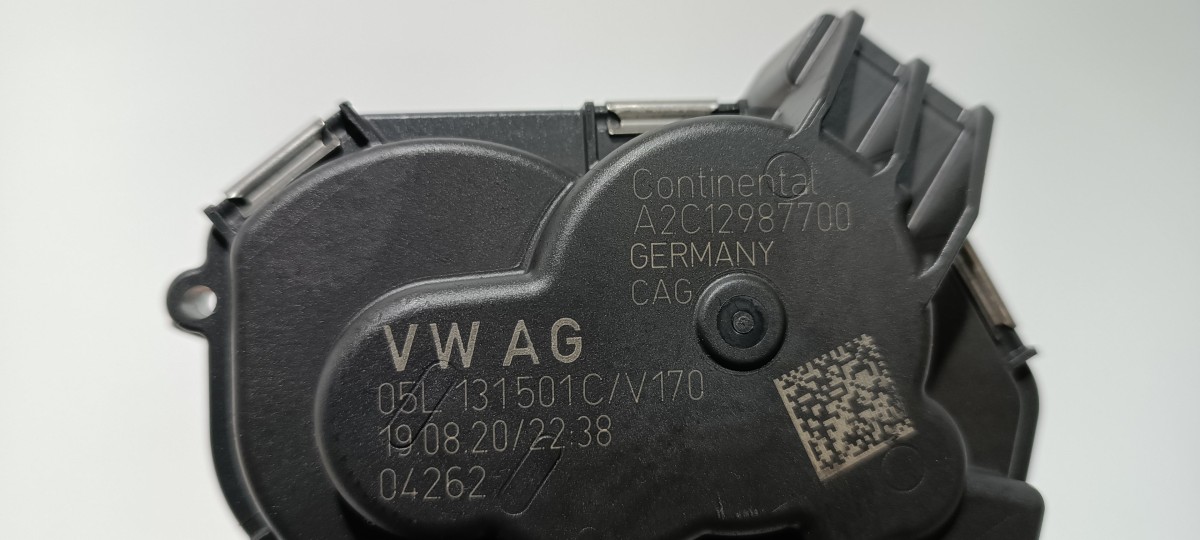 Continental
A2C12987700
GERMANY
CAG
VW AG
05L 131501C/V170
19.08.20/22:38
04262